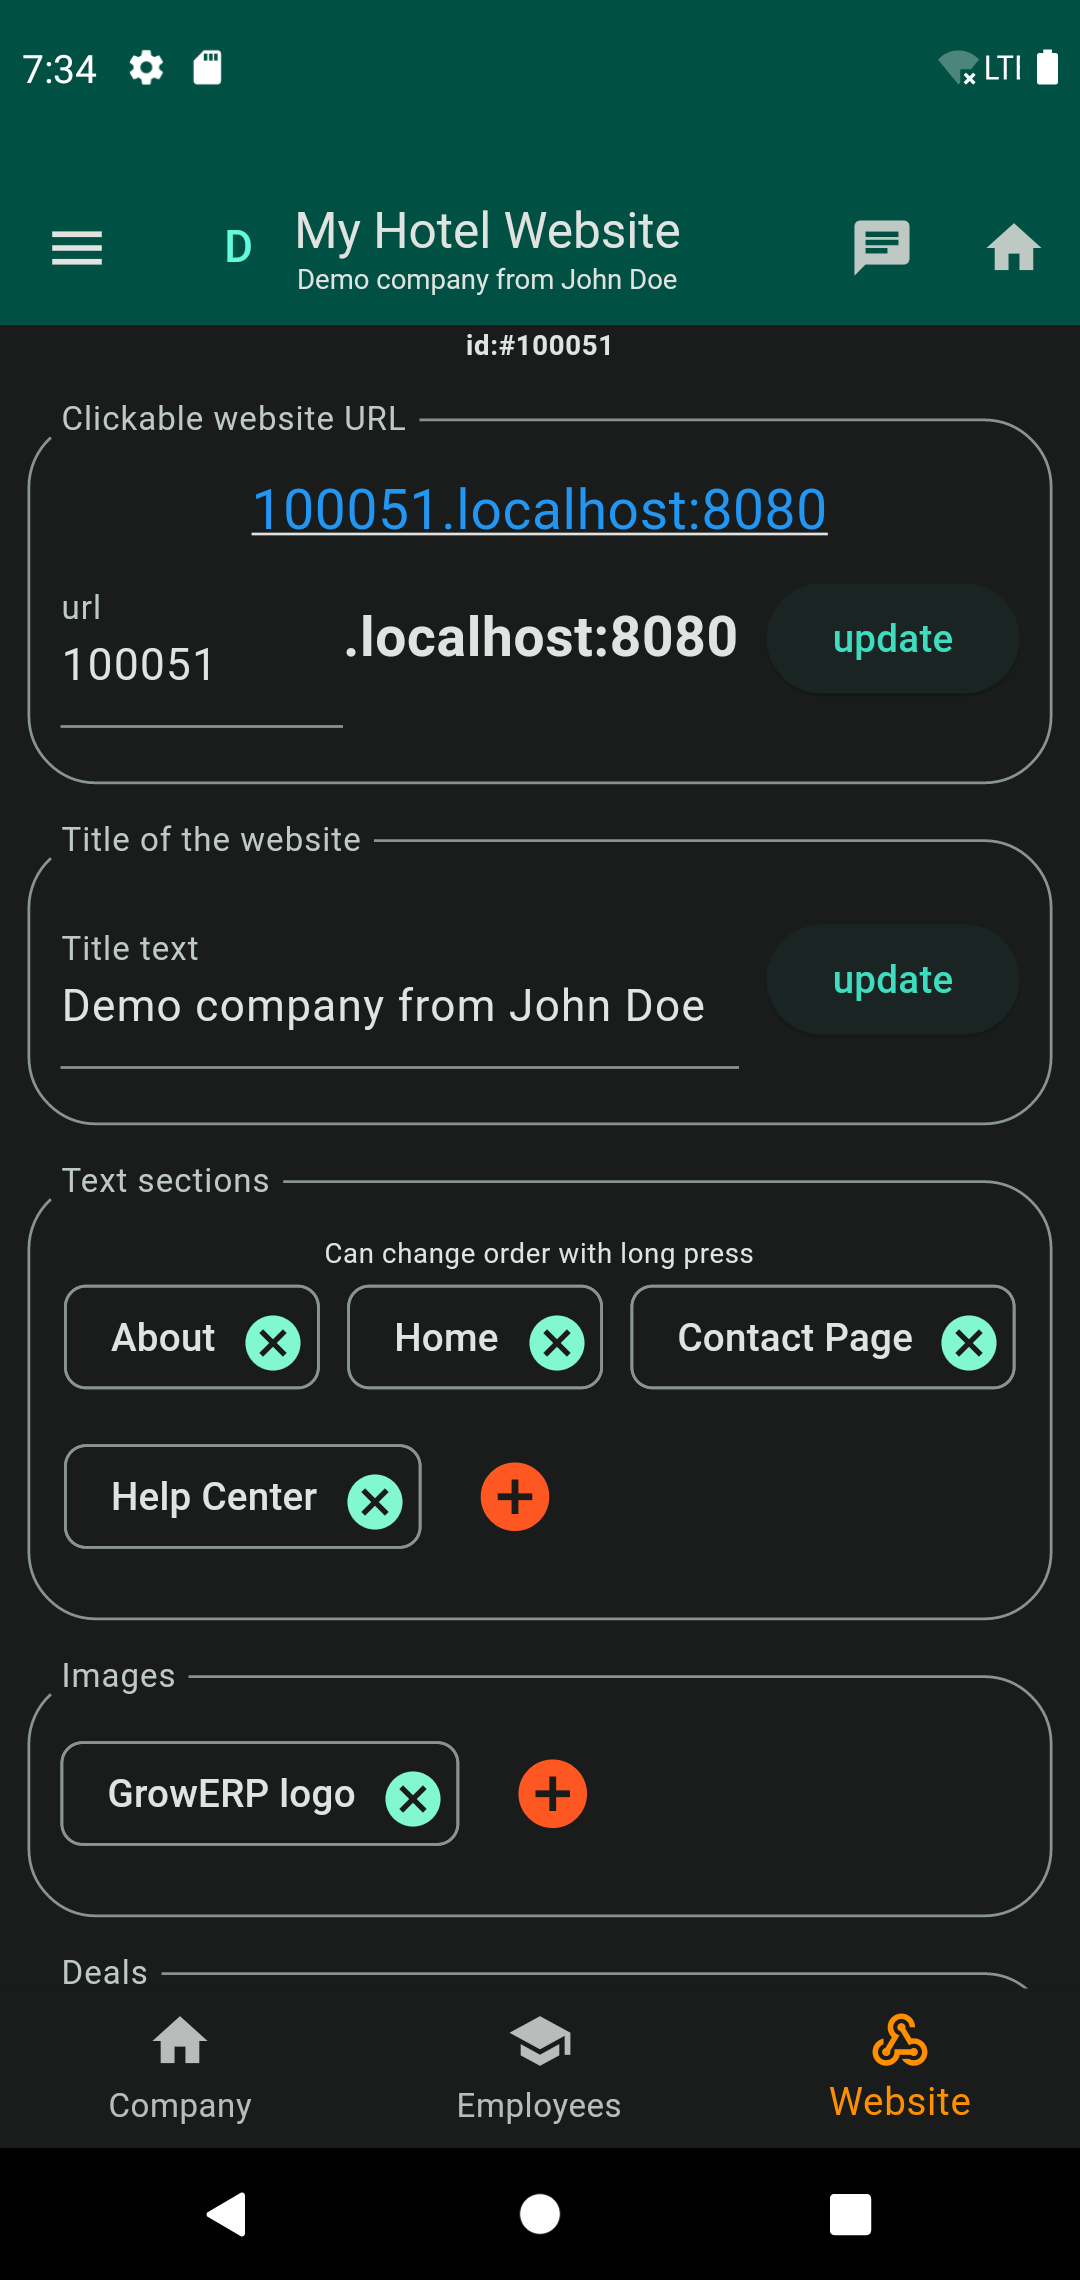 7:34
LTE
D
My Hotel Website
Demo company from John Doe
id:#100051
Clickable website URL
100051.localhost:8080
url
100051
.localhost:8080
update
Title of the website
Title text
Demo company from John Doe
update
Text sections
Can change order with long press
About
Home
Contact Page
Help Center
Images
GrowERP logo
Deals
Company
Employees
Website